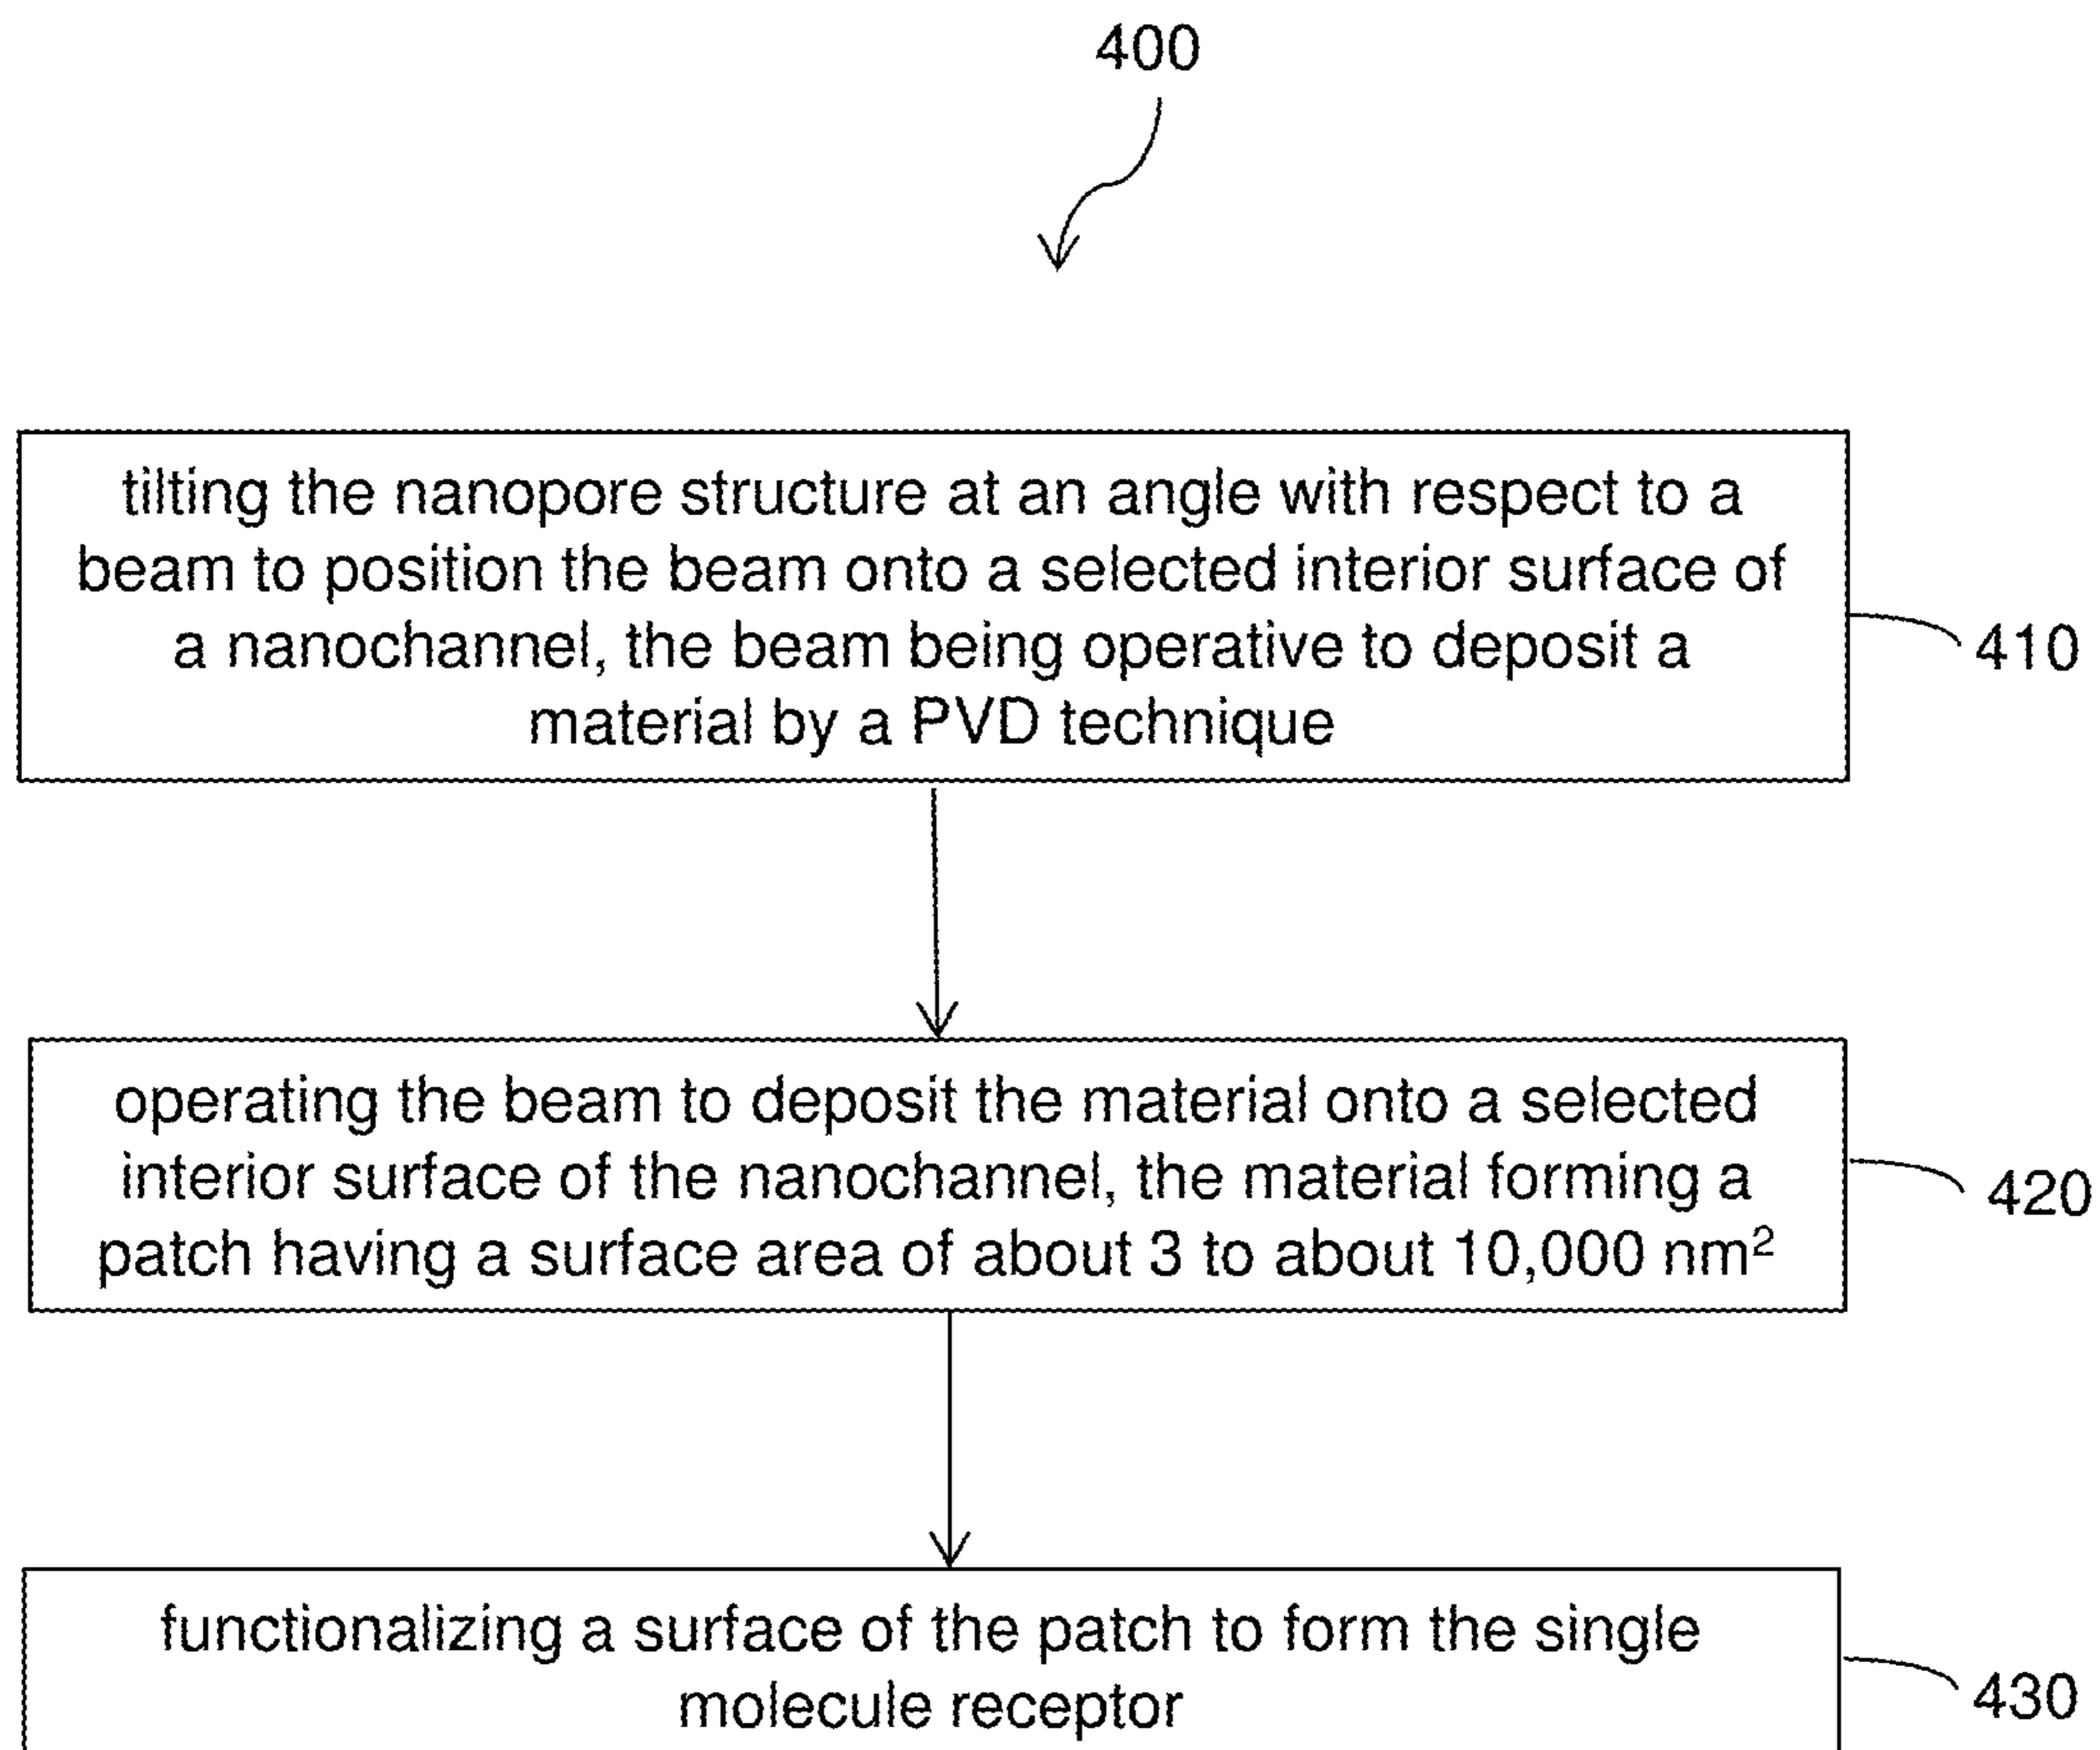 400
tilting the nanopore structure at an angle with respect to a
beam to position the beam onto a selected interior surface of
a nanochannel, the beam being operative to deposit a
material by a PVD technique
410
operating the beam to deposit the material onto a selected
interior surface of the nanochannel, the material forming a
patch having a surface area of about 3 to about 10,000 nm²
420
functionalizing a surface of the patch to form the single
molecule receptor
430